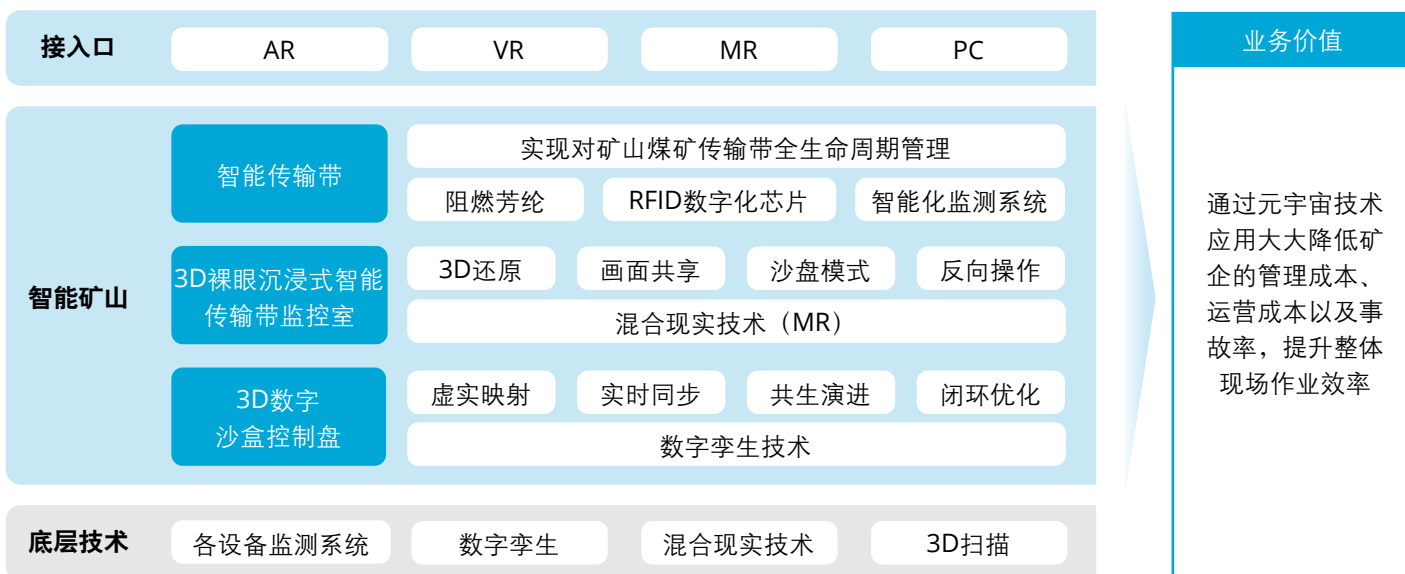 接入口
AR
VR
MR
PC
智能矿山
智能传输带
实现对矿山煤矿传输带全生命周期管理
阻燃芳纶
RFID数字化芯片
智能化监测系统
3D裸眼沉浸式智能
传输带监控室
3D还原
画面共享
沙盘模式
反向操作
混合现实技术（MR）
3D数字
沙盒控制盘
虚实映射
实时同步
共生演进
闭环优化
数字孪生技术
底层技术
各设备监测系统
数字孪生
混合现实技术
3D扫描
业务价值
通过元宇宙技术
应用大大降低矿
企的管理成本、
运营成本以及事
故率，提升整体
现场作业效率